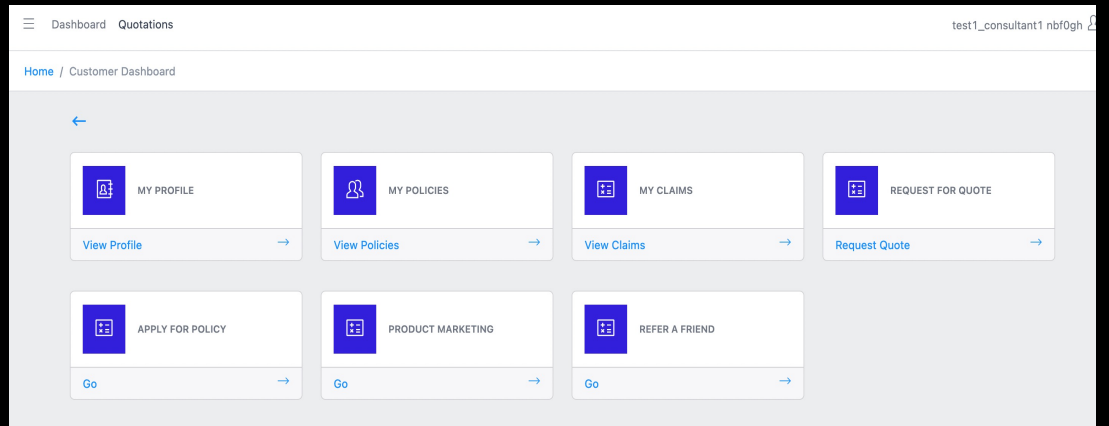 Dashboard Quotations test1_consultant1 nbf0gh
Home / Customer Dashboard
MY PROFILE MY POLICIES MY CLAIMS REQUEST FOR QUOTE
View Profile View Policies View Claims Request Quote
APPLY FOR POLICY PRODUCT MARKETING REFER A FRIEND
Go Go Go